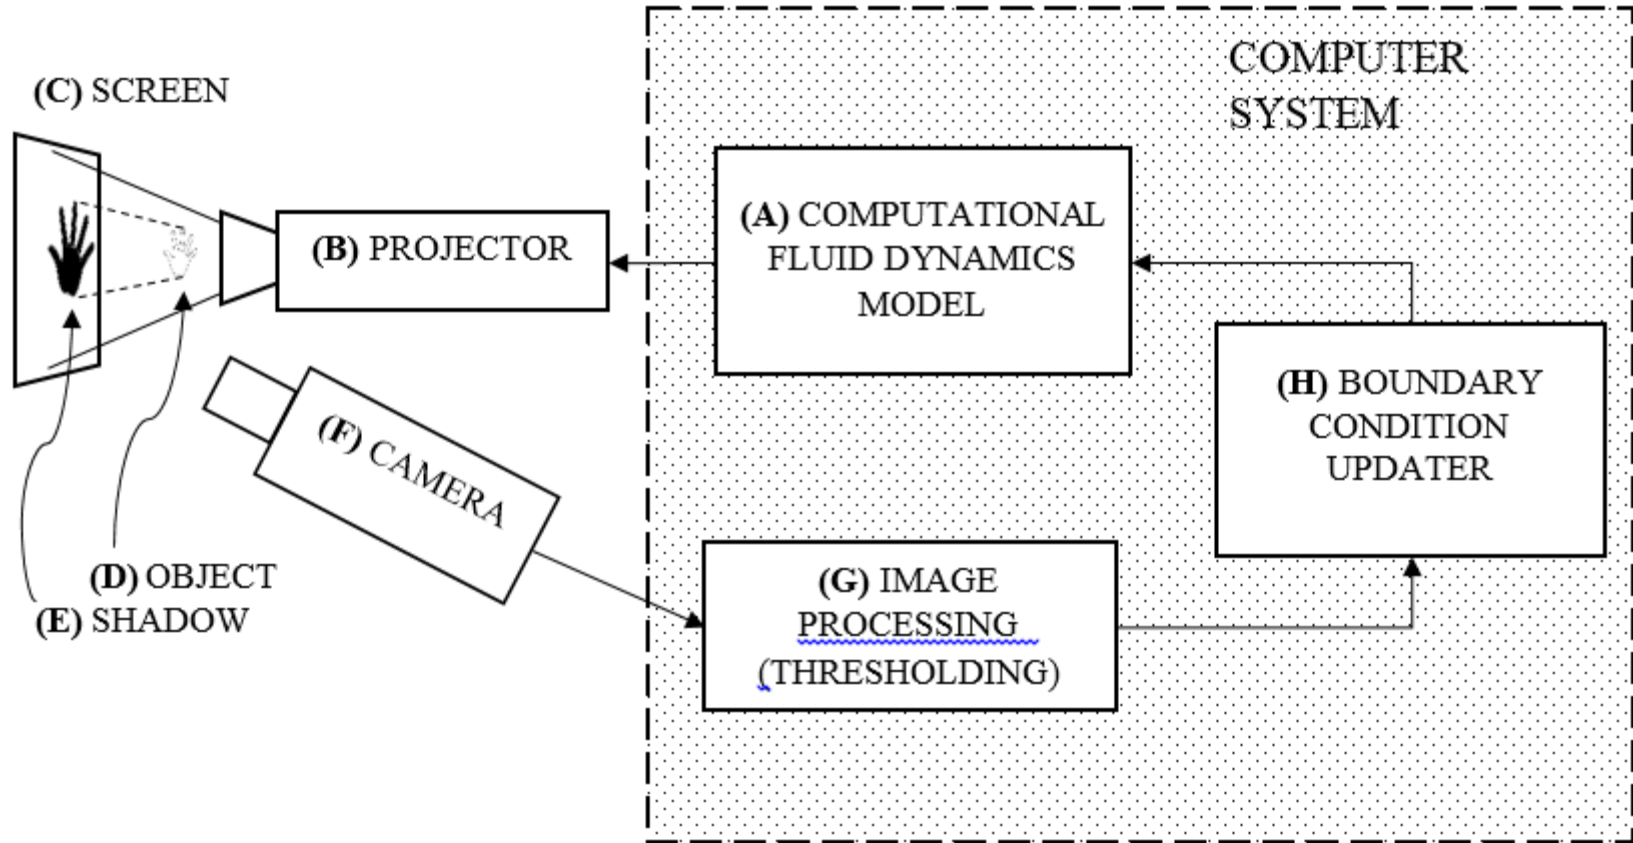 COMPUTER
SYSTEM
(C) SCREEN
(A) COMPUTATIONAL
FLUID DYNAMICS
MODEL
(B) PROJECTOR
(H) BOUNDARY
CONDITION
UPDATER
(F) CAMERA
(D) OBJECT
(E) SHADOW
(G) IMAGE
PROCESSING
(THRESHOLDING)